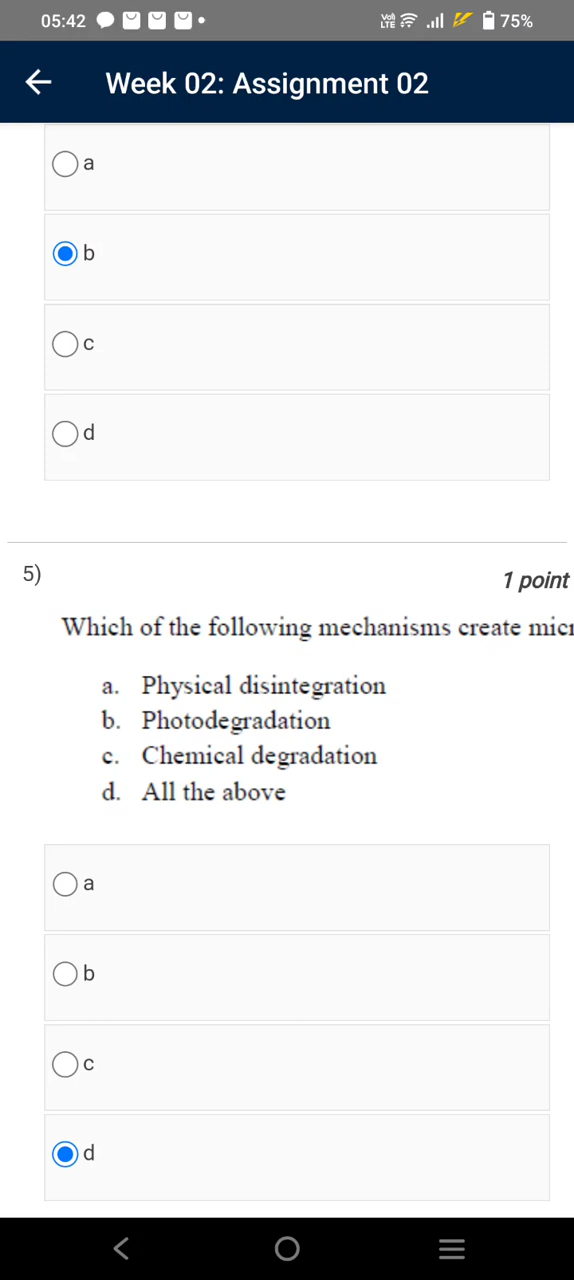 05:42 75%
Week 02: Assignment 02
a
b
c
d
5)
1 point
Which of the following mechanisms create
a. Physical disintegration
b. Photodegradation
c. Chemical degradation
d. All the above
a
b
c
d